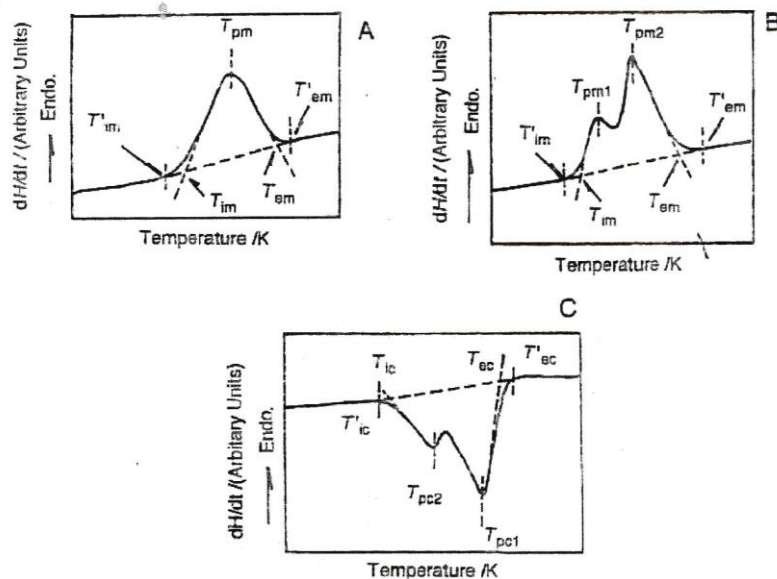 A
dH/dt /(Arbitrary Units)
Endo.
T'im
Tpm
T'em
Tim
Tem
Temperature /K
B
dH/dt /(Arbitrary Units)
Endo.
T'im
Tpm1
Tpm2
T'em
Tim
Tem
Temperature /K
C
dH/dt/(Arbitary Units)
Endo.
Tic
T'ic
Tec
T'ec
Tpc2
Tpc1
Temperature /K